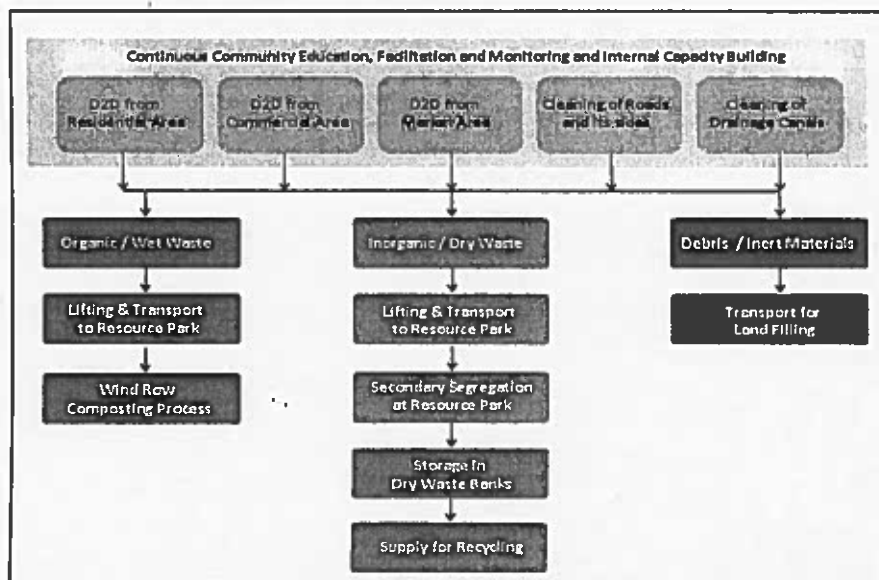 Continuous Community Education, Facilitation and Monitoring and Internal Capacity Building
D2D from
Residential Area
D2D from
Commercial Area
D2D from
Market Area
Cleaning of Roads
and its sides
Cleaning of
Drainage Canals
Organic / Wet Waste
Inorganic / Dry Waste
Debris / Inert Materials
Lifting & Transport
to Resource Park
Lifting & Transport
to Resource Park
Transport for
Land Filling
Wind Row
Composting Process
Secondary Segregation
at Resource Park
Storage in
Dry Waste Banks
Supply for Recycling